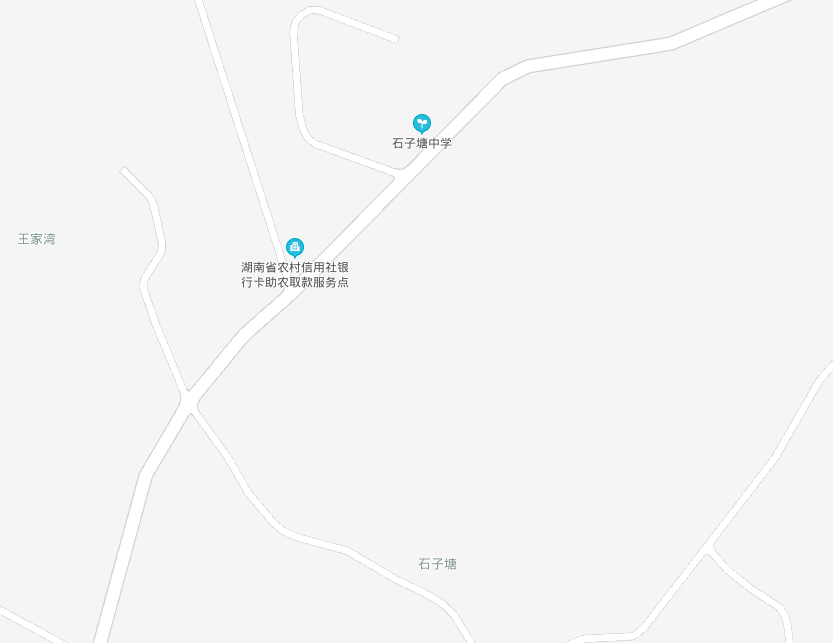 石子塘中学
王家湾
湖南省农村信用社银
行卡助农取款服务点
石子塘